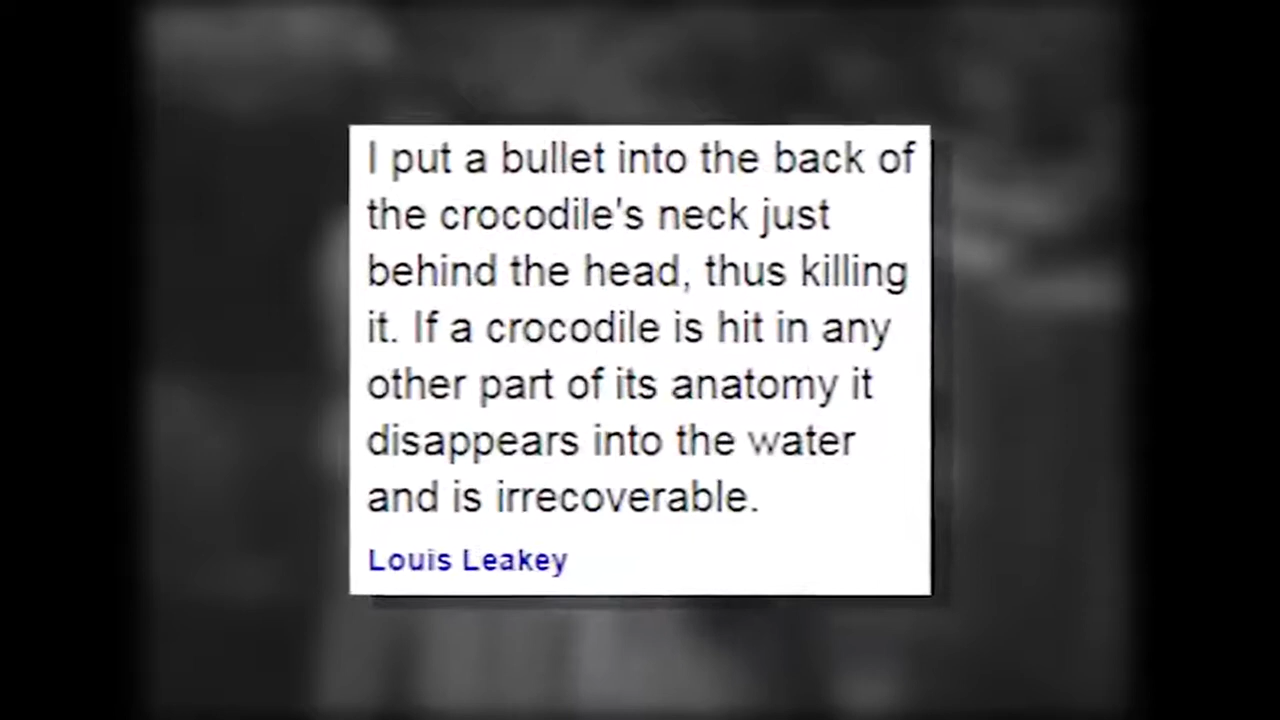 I put a bullet into the back of
the crocodile's neck just
behind the head, thus killing
it. If a crocodile is hit in any
other part of its anatomy it
disappears into the water
and is irrecoverable.
Louis Leakey